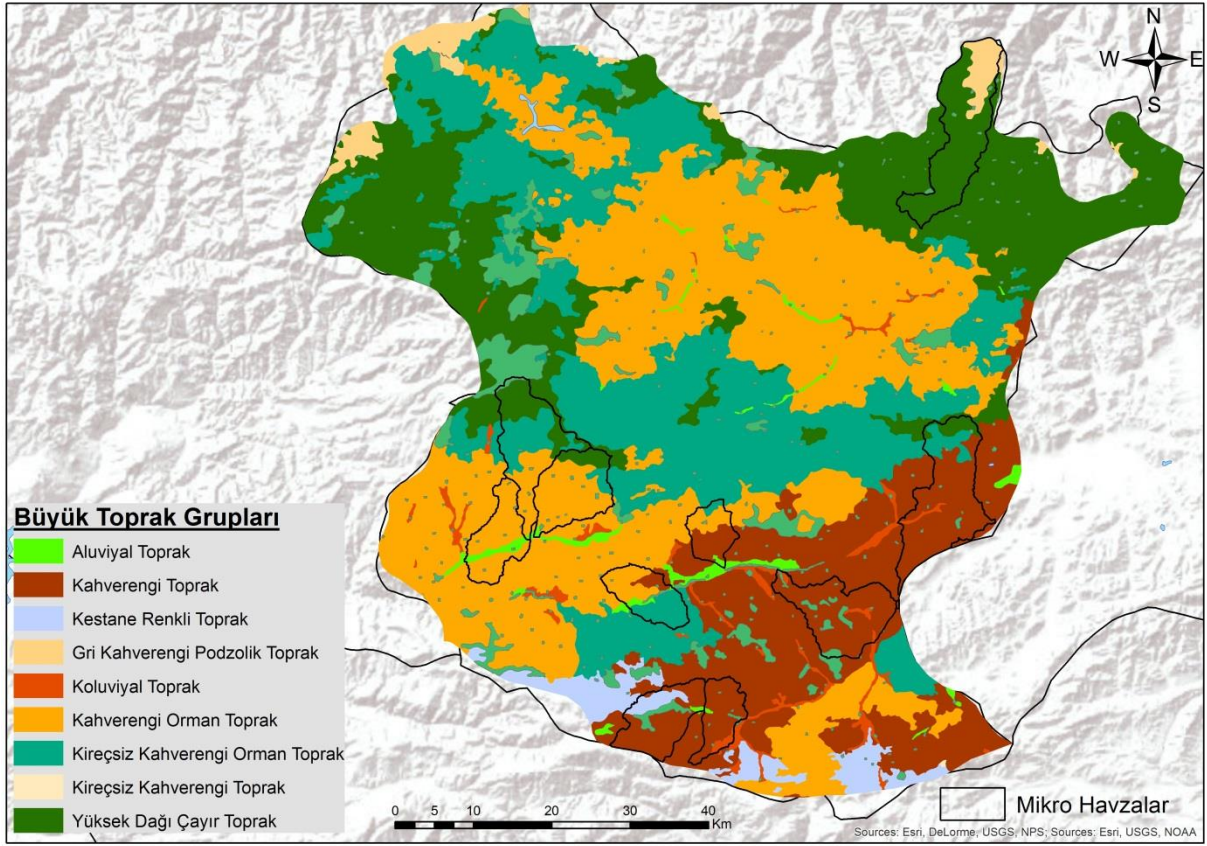 N
W E
S
Büyük Toprak Grupları
Aluviyal Toprak
Kahverengi Toprak
Kestane Renkli Toprak
Gri Kahverengi Podzolik Toprak
Koluviyal Toprak
Kahverengi Orman Toprak
Kireçsiz Kahverengi Orman Toprak
Kireçsiz Kahverengi Toprak
Yüksek Dağı Çayır Toprak
0 5 10 20 30 40
Km
Mikro Havzalar
Sources: Esri, DeLorme, USGS, NPS; Sources: Esri, USGS, NOAA